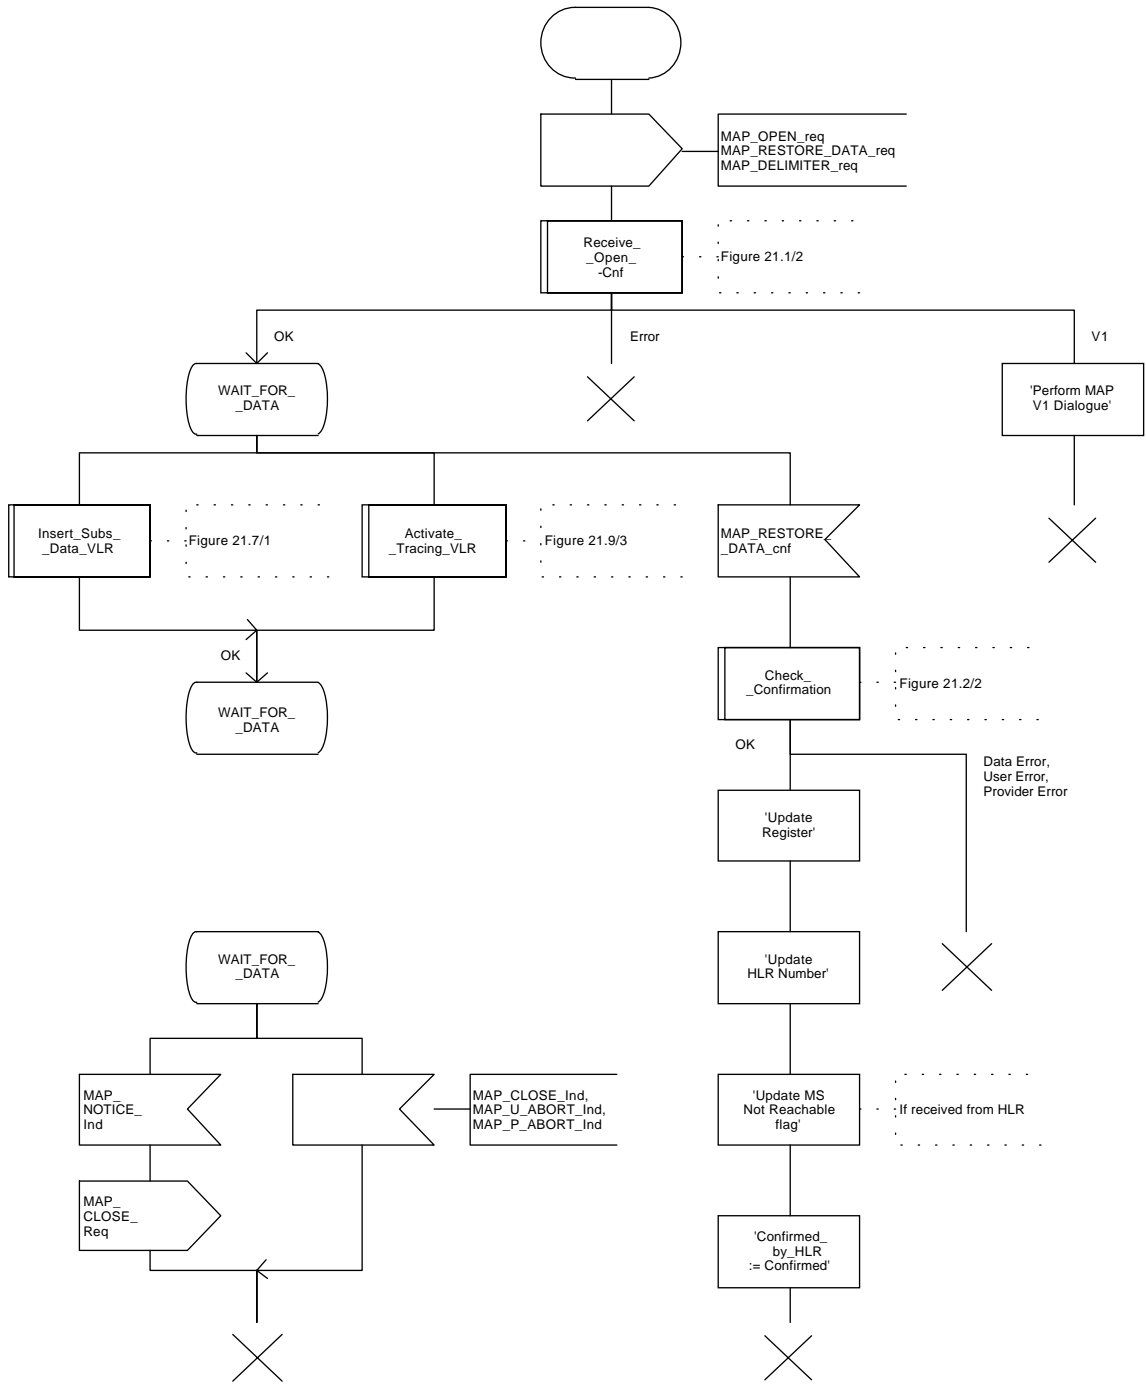 MAP_OPEN_req
MAP_RESTORE_DATA_req
MAP_DELIMITER_req
Receive_
_Open_
-Cnf
Figure 21.1/2
OK
Error
V1
WAIT_FOR_
_DATA
'Perform MAP
V1 Dialogue'
Insert_Subs_
_Data_VLR
Figure 21.7/1
Activate_
_Tracing_VLR
Figure 21.9/3
MAP_RESTORE_
_DATA_cnf
OK
WAIT_FOR_
_DATA
Check_
_Confirmation
Figure 21.2/2
OK
Data Error,
User Error,
Provider Error
'Update
Register'
WAIT_FOR_
_DATA
'Update
HLR Number'
MAP_
NOTICE_
Ind
MAP_CLOSE_Ind,
MAP_U_ABORT_Ind,
MAP_P_ABORT_Ind
'Update MS
Not Reachable
flag'
If received from HLR
MAP_
CLOSE_
Req
'Confirmed_
by_HLR
:= Confirmed'